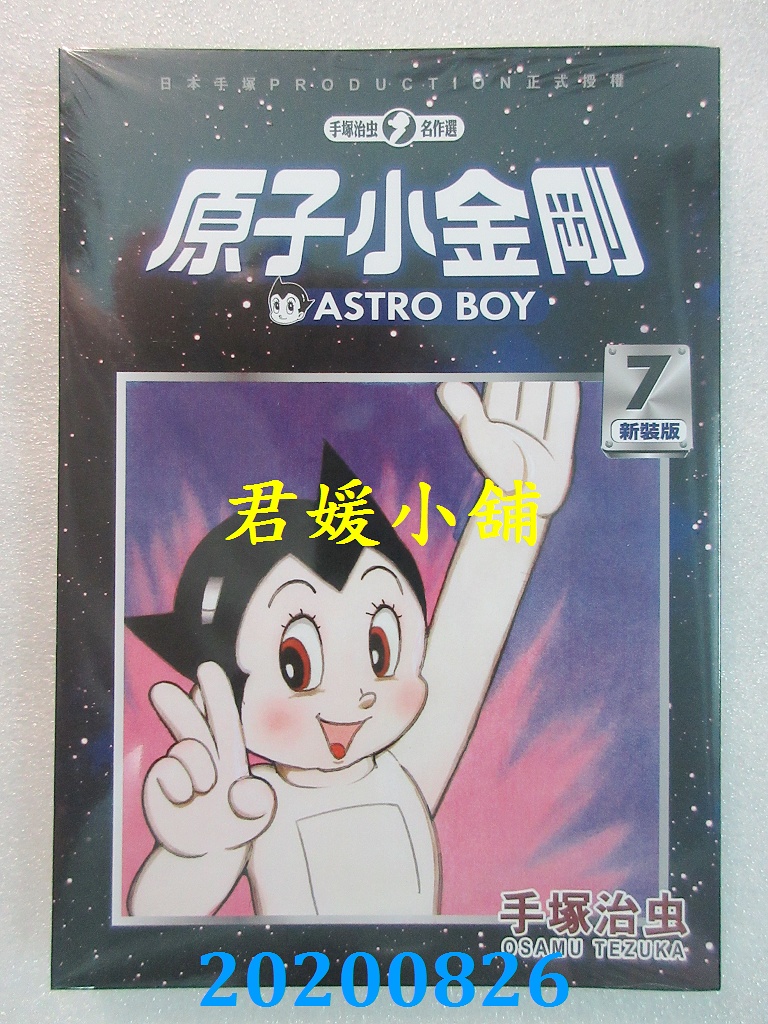 日本手塚PRODUCTION正式授權
手塚治虫 名作選
原子小金剛
ASTRO BOY
7
新裝版
君媛小舖
手塚治虫
OSAMU TEZUKA
20200826